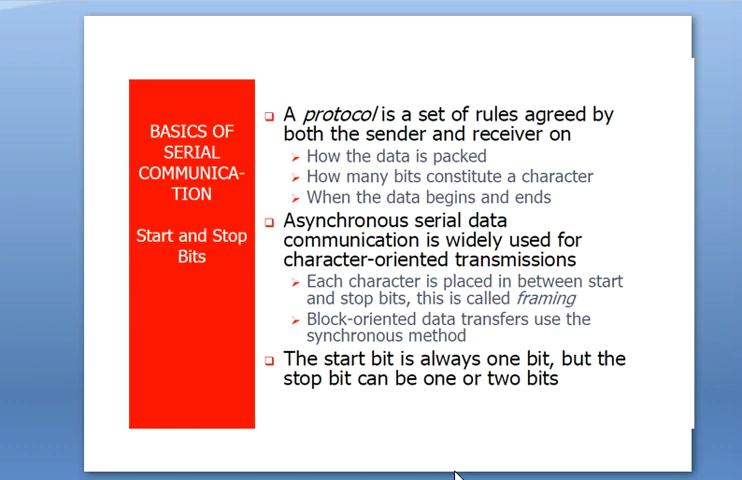 BASICS OF
SERIAL
COMMUNICA-
TION
Start and Stop
Bits
A protocol is a set of rules agreed by
both the sender and receiver on
How the data is packed
How many bits constitute a character
When the data begins and ends
Asynchronous serial data
communication is widely used for
character-oriented transmissions
Each character is placed in between start
and stop bits, this is called framing
Block-oriented data transfers use the
synchronous method
The start bit is always one bit, but the
stop bit can be one or two bits